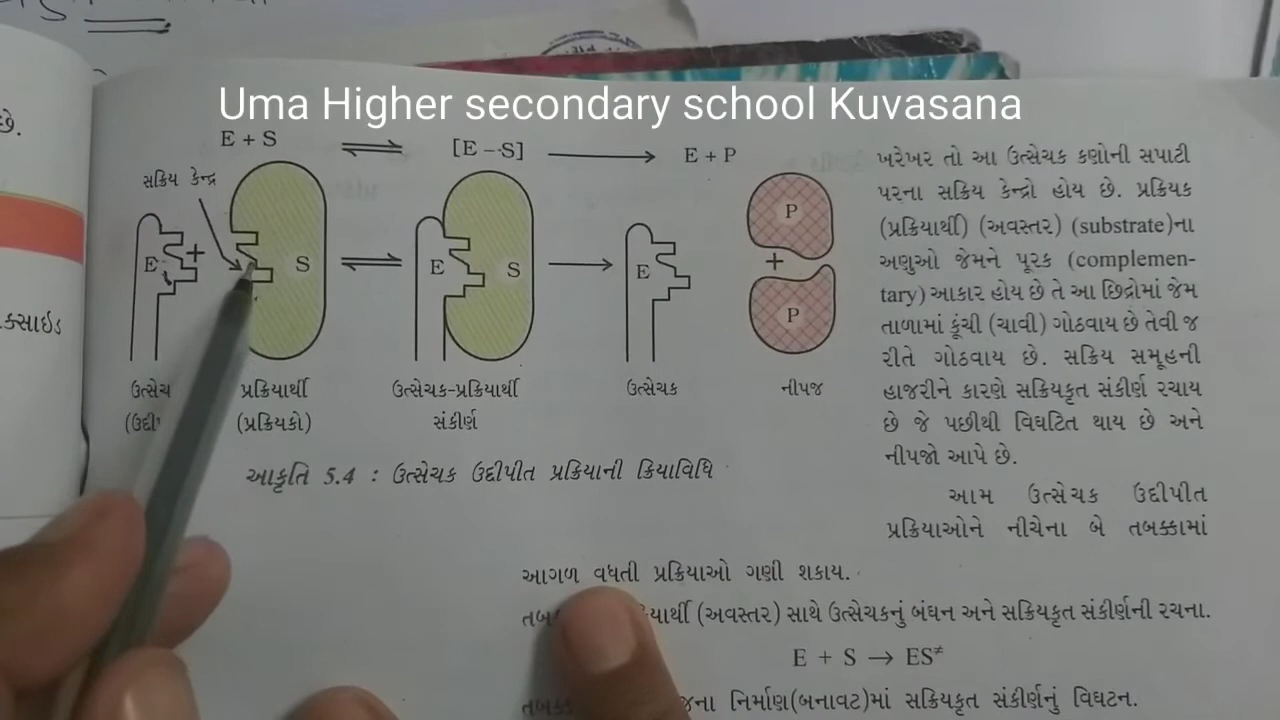 છે.
ક્સાઇડ
Uma Higher secondary school Kuvasana
E + S ⇌ [E – S] → E + P
સક્રિય કેન્દ્ર
E + S ⇌ E S → E P + P
ઉત્સેચ પ્રક્રિયાર્થી ઉત્સેચક-પ્રક્રિયાર્થી ઉત્સેચક નીપજ
(પ્રક્રિયકો) સંકીર્ણ
આકૃતિ 5.4 : ઉત્સેચક ઉદ્દીપીત પ્રક્રિયાની ક્રિયાવિધિ
ખરેખર તો આ ઉત્સેચક કણોની સપાટી
પરના સક્રિય કેન્દ્રો હોય છે. પ્રક્રિયક
(પ્રક્રિયાર્થી) (અવસ્તર) (substrate)ના
અણુઓ જેમને પૂરક (complemen-
tary) આકાર હોય છે તે આ છિદ્રોમાં જેમ
તાળામાં કૂંચી (ચાવી) ગોઠવાય છે તેવી જ
રીતે ગોઠવાય છે. સક્રિય સમૂહની
હાજરીને કારણે સક્રિયકૃત સંકીર્ણ રચાય
છે જે પછીથી વિઘટિત થાય છે અને
નીપજો આપે છે.
આમ ઉત્સેચક ઉદ્દીપીત
પ્રક્રિયાઓને નીચેના બે તબક્કામાં
આગળ વધતી પ્રક્રિયાઓ ગણી શકાય.
(અવસ્તર) સાથે ઉત્સેચકનું બંધન અને સક્રિયકૃત સંકીર્ણની રચના.
E + S → ES≠
નિર્માણ(બનાવટ)માં સક્રિયકૃત સંકીર્ણનું વિઘટન.